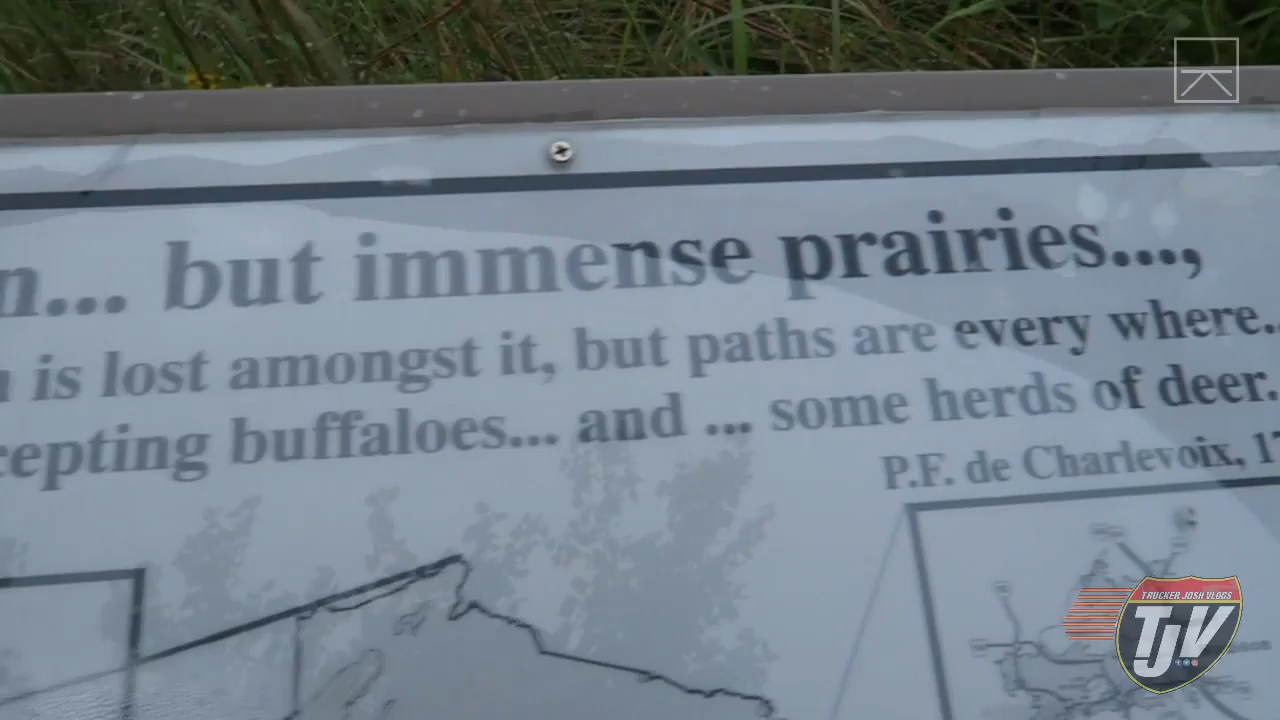 n... but immense prairies...,
is lost amongst it, but paths are every where.
cepting buffaloes... and ... some herds of deer.
P.F. de Charlevoix, 17
TRUCKER JOSH VLOGS
TJV